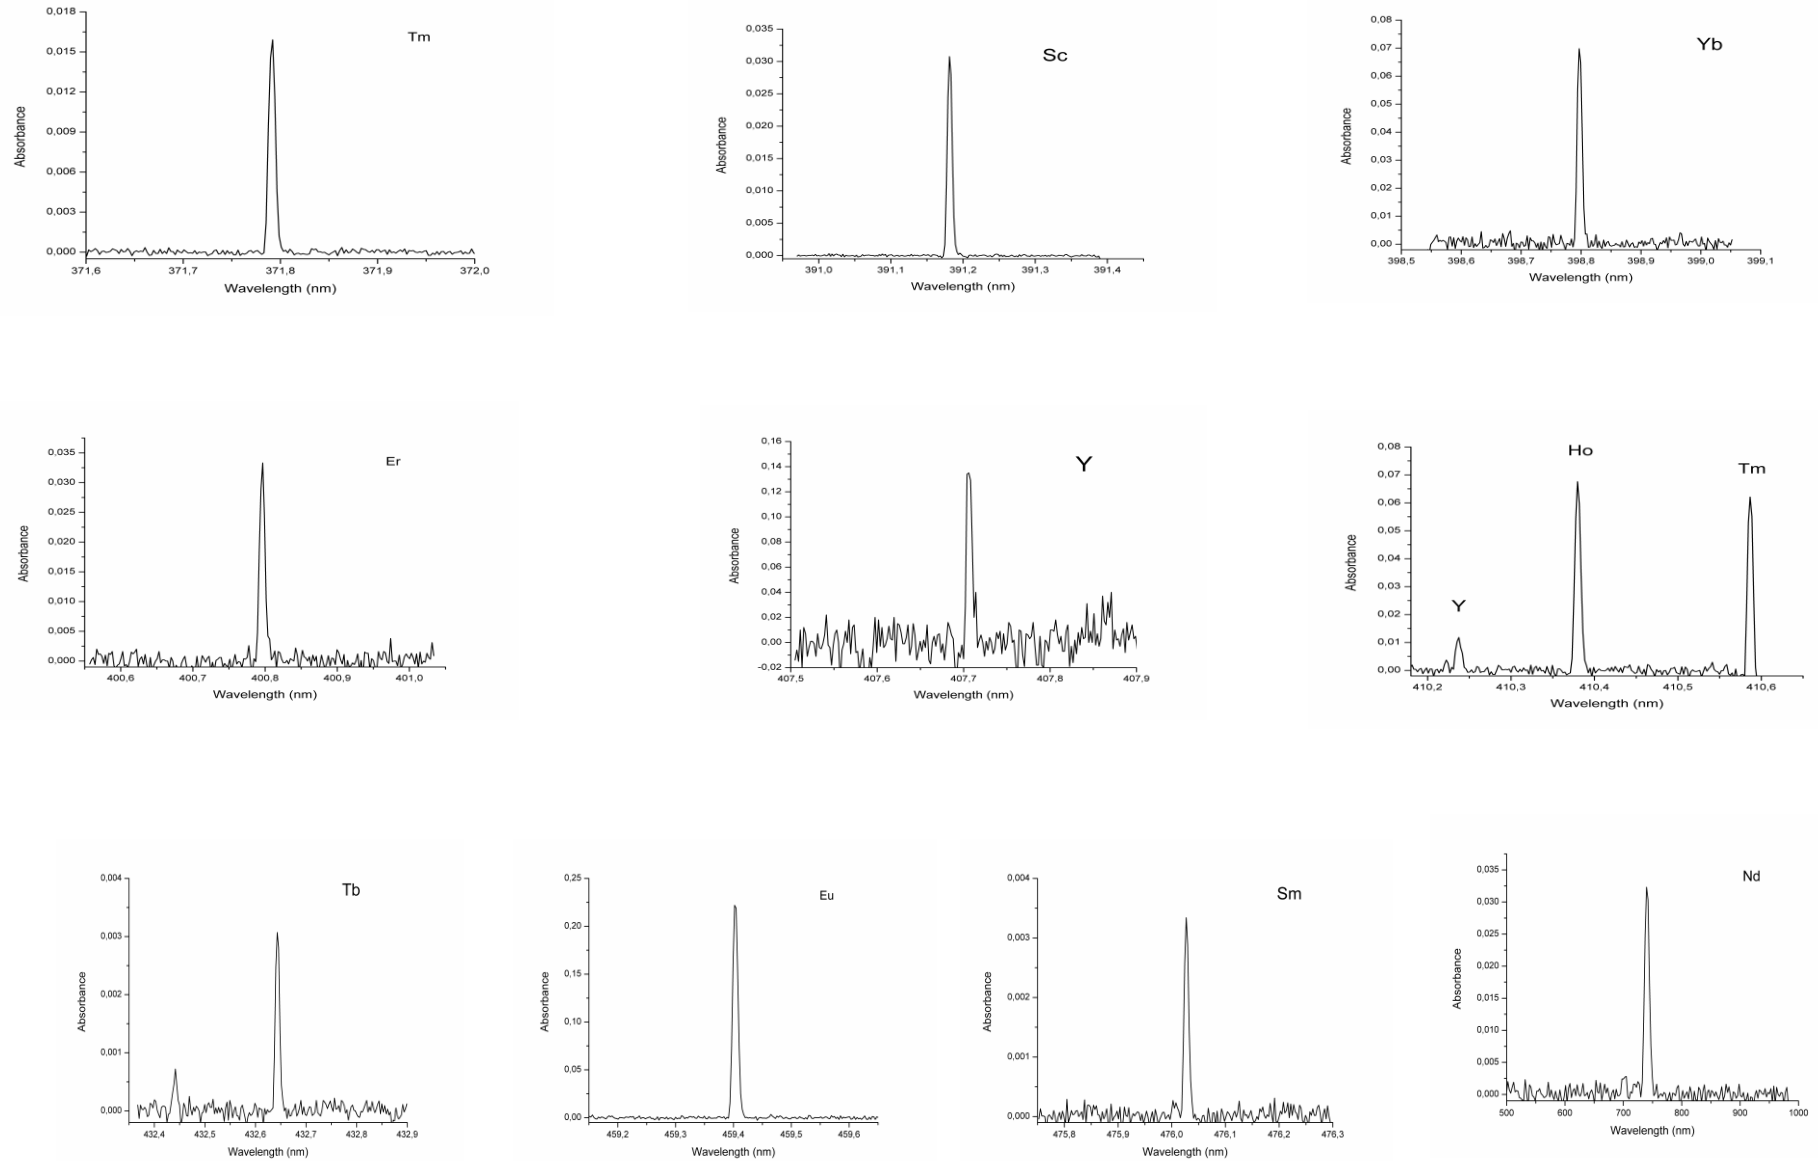 Tm
0,018
0,015
0,012
0,009
0,006
0,003
0,000
Absorbance
371,6 371,7 371,8 371,9 372,0
Wavelength (nm)
Sc
0,035
0,030
0,025
0,020
0,015
0,010
0,005
0,000
Absorbance
391,0 391,1 391,2 391,3 391,4
Wavelength (nm)
Yb
0,08
0,07
0,06
0,05
0,04
0,03
0,02
0,01
0,00
Absorbance
398,5 398,6 398,7 398,8 398,9 399,0 399,1
Wavelength (nm)
Er
0,035
0,030
0,025
0,020
0,015
0,010
0,005
0,000
Absorbance
400,6 400,7 400,8 400,9 401,0
Wavelength (nm)
Y
0,16
0,14
0,12
0,10
0,08
0,06
0,04
0,02
0,00
-0,02
Absorbance
407,5 407,6 407,7 407,8 407,9
Wavelength (nm)
Ho
Tm
Y
0,08
0,07
0,06
0,05
0,04
0,03
0,02
0,01
0,00
Absorbance
410,2 410,3 410,4 410,5 410,6
Wavelength (nm)
Tb
0,004
0,003
0,002
0,001
0,000
Absorbance
432,4 432,5 432,6 432,7 432,8 432,9
Wavelength (nm)
Eu
0,25
0,20
0,15
0,10
0,05
0,00
Absorbance
459,2 459,3 459,4 459,5 459,6
Wavelength (nm)
Sm
0,004
0,003
0,002
0,001
0,000
Absorbance
475,8 475,9 476,0 476,1 476,2 476,3
Wavelength (nm)
Nd
0,035
0,030
0,025
0,020
0,015
0,010
0,005
0,000
Absorbance
500 600 700 800 900 1000
Wavelength (nm)